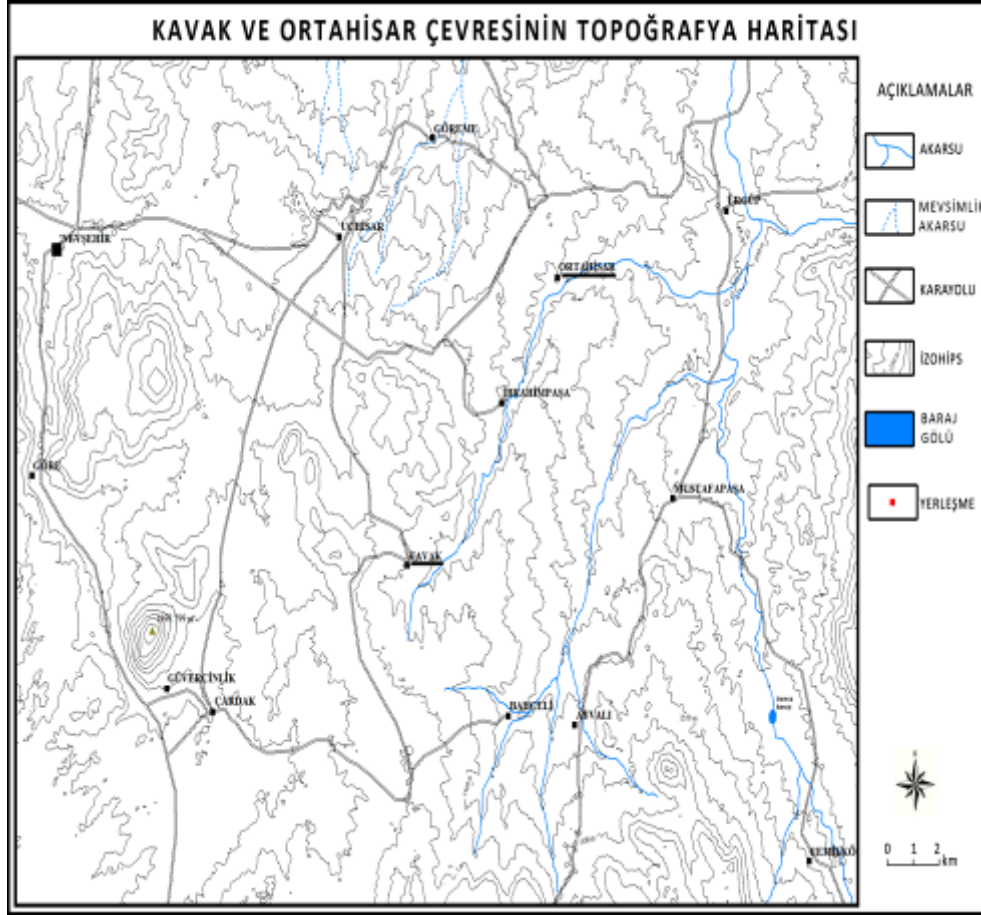 KAVAK VE ORTAHİSAR ÇEVRESİNİN TOPOĞRAFYA HARİTASI
AÇIKLAMALAR
AKARSU
MEVSİMLİK
AKARSU
KARAYOLU
İZOHİPS
BARAJ
GÖLÜ
YERLEŞME
GÖREME
ÜRGÜP
UÇHİSAR
NEVŞEHİR
ORTAHİSAR
İBRAHİMPAŞA
GÖRE
MUSTAFAPAŞA
KAVAK
GÜVERCİNLİK
ÇARDAK
BAHÇELİ
AYVALI
0 1 2
km